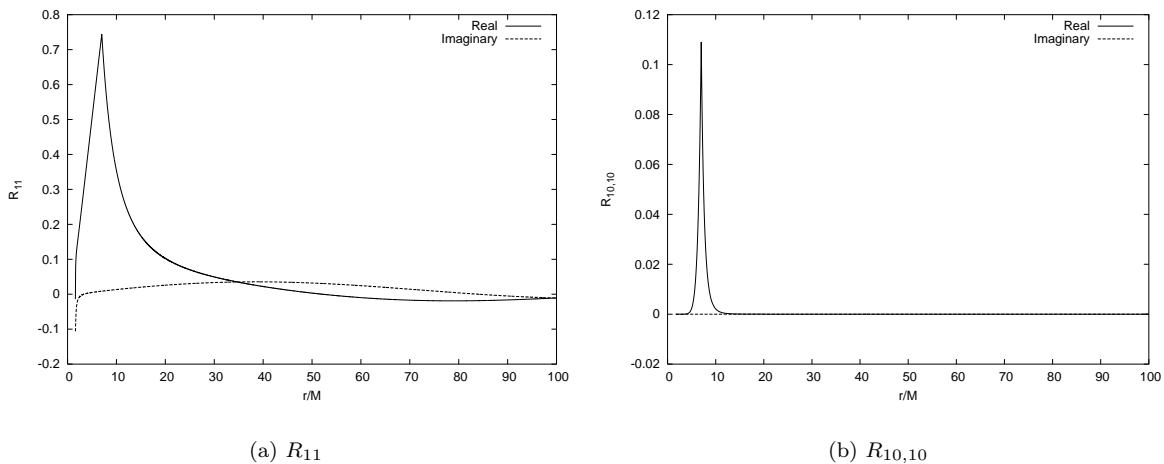 0.8
0.7
0.6
0.5
0.4
0.3
0.2
0.1
0
-0.1
-0.2
R11
0 10 20 30 40 50 60 70 80 90 100
r/M
Real
Imaginary
(a) R11
0.12
0.1
0.08
0.06
0.04
0.02
0
-0.02
R10,10
0 10 20 30 40 50 60 70 80 90 100
r/M
Real
Imaginary
(b) R10,10